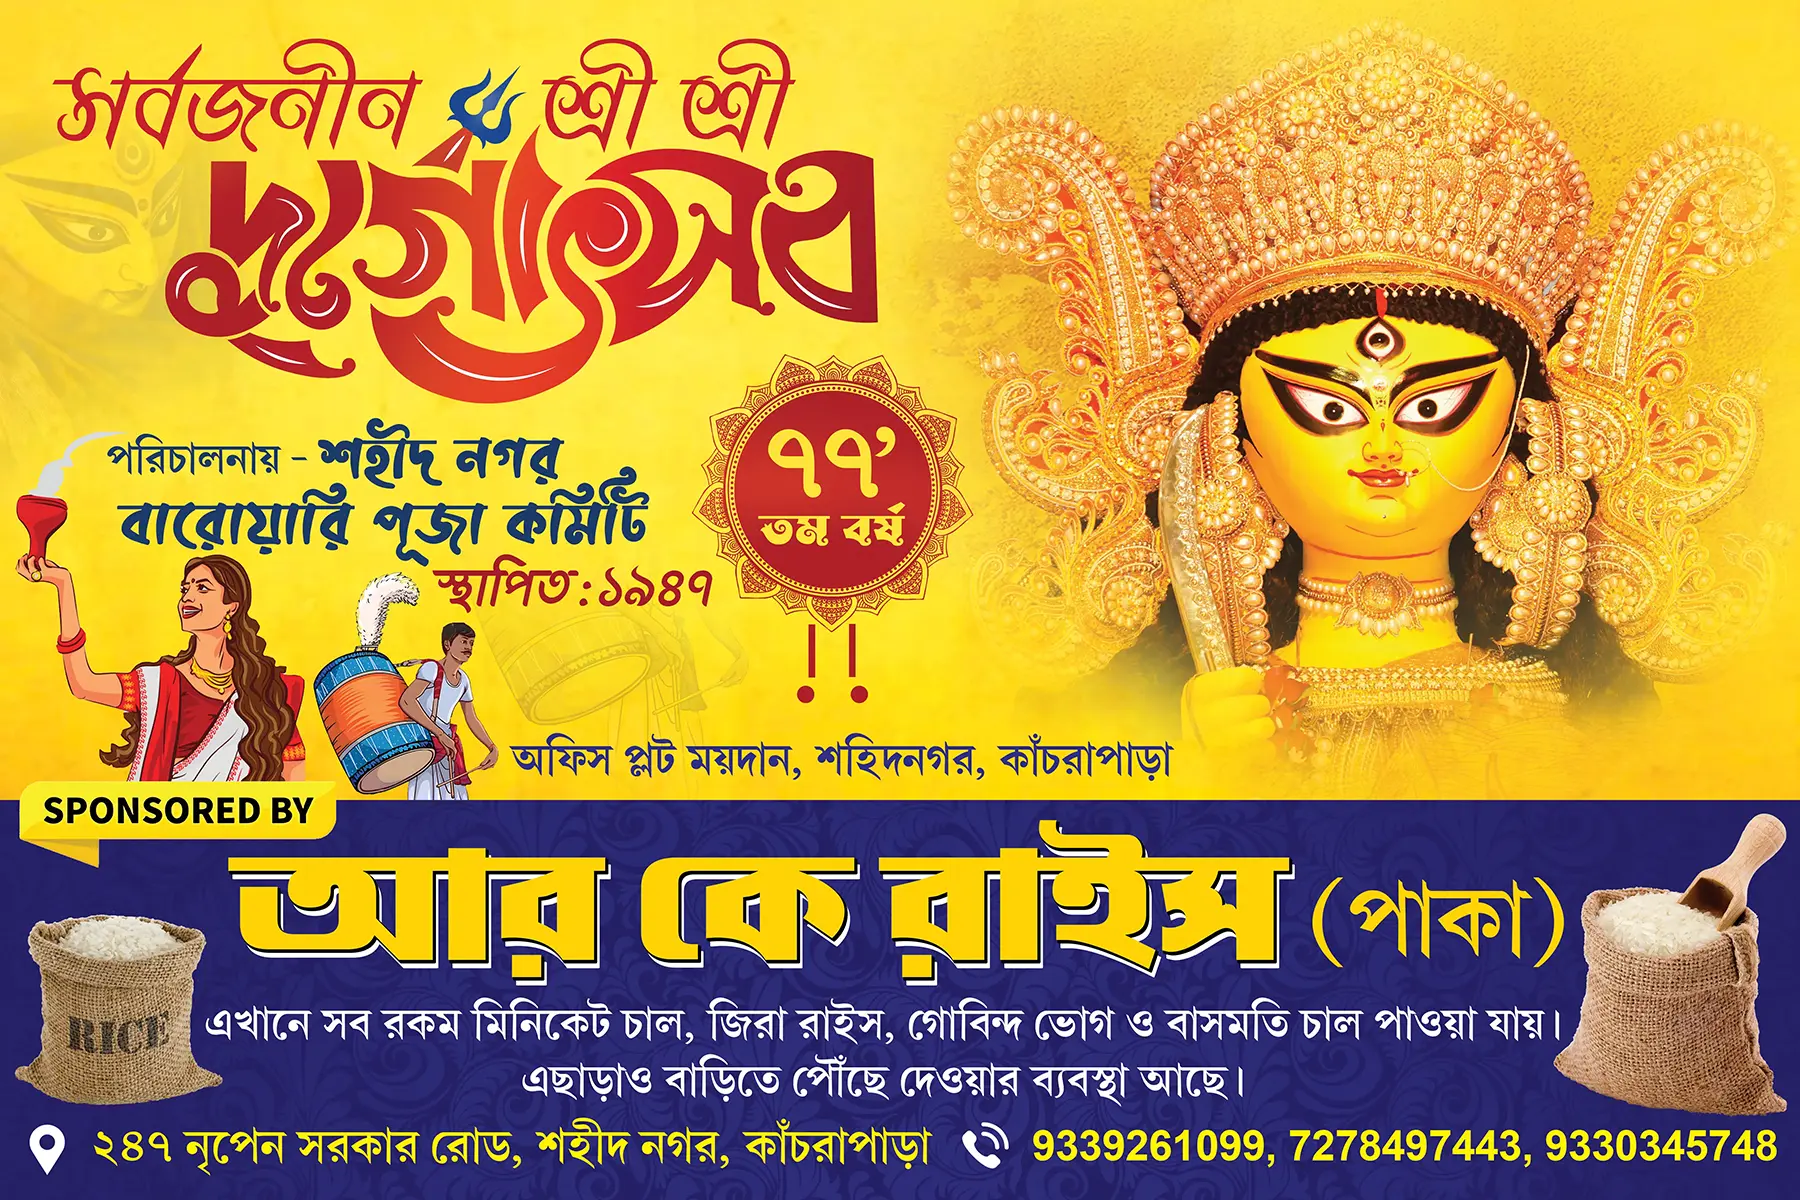 সর্বজনীন শ্রী শ্রী
দুর্গোৎসব
পরিচালনায় - শহীদ নগর
বারোয়ারি পূজা কমিটি
স্থাপিত : ১৯৪৭
৭৭'
তম বর্ষ
!!
অফিস প্লট ময়দান, শহিদনগর, কাঁচরাপাড়া
SPONSORED BY
আর কে রাইস (পাকা)
RICE
এখানে সব রকম মিনিকেট চাল, জিরা রাইস, গোবিন্দ ভোগ ও বাসমতি চাল পাওয়া যায়।
এছাড়াও বাড়িতে পৌঁছে দেওয়ার ব্যবস্থা আছে।
২৪৭ নৃপেন সরকার রোড, শহীদ নগর, কাঁচরাপাড়া 9339261099, 7278497443, 9330345748